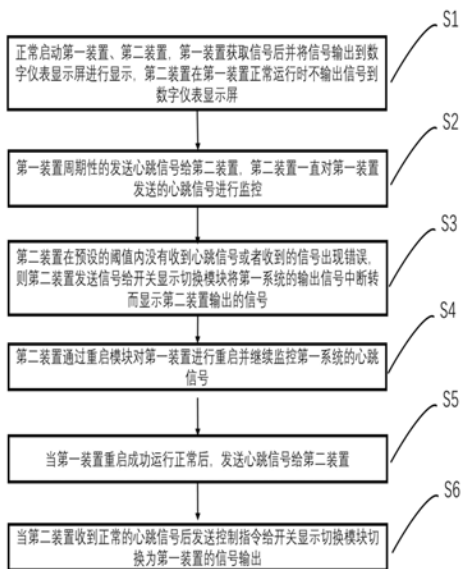 S1
正常启动第一装置、第二装置，第一装置获取信号后并将信号输出到数
字仪表显示屏进行显示，第二装置在第一装置正常运行时不输出信号到
数字仪表显示屏
S2
第一装置周期性的发送心跳信号给第二装置，第二装置一直对第一装置
发送的心跳信号进行监控
S3
第二装置在预设的阈值内没有收到心跳信号或者收到的信号出现错误，
则第二装置发送信号给开关显示切换模块将第一系统的输出信号中断转
而显示第二装置输出的信号
S4
第二装置通过重启模块对第一装置进行重启并继续监控第一系统的心跳
信号
S5
当第一装置重启成功运行正常后，发送心跳信号给第二装置
S6
当第二装置收到正常的心跳信号后发送控制指令给开关显示切换模块切
换为第一装置的信号输出